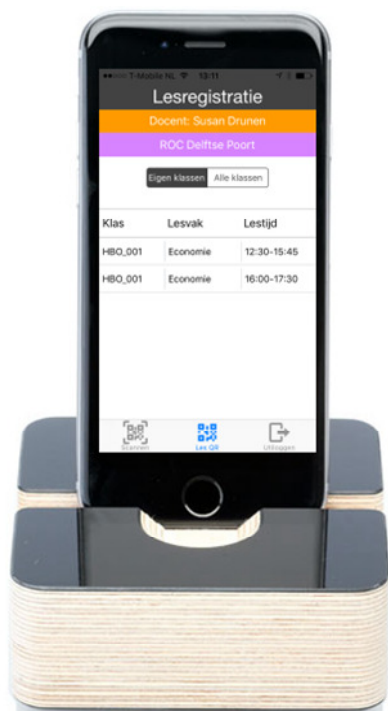 T-Mobile NL 13:11
Lesregistratie
Docent: Susan Drunen
ROC Delftse Poort
Eigen klassen Alle klassen
Klas Lesvak Lestijd
HBO_001 Economie 12:30-15:45
HBO_001 Economie 16:00-17:30
Scannen Les QR Uitloggen